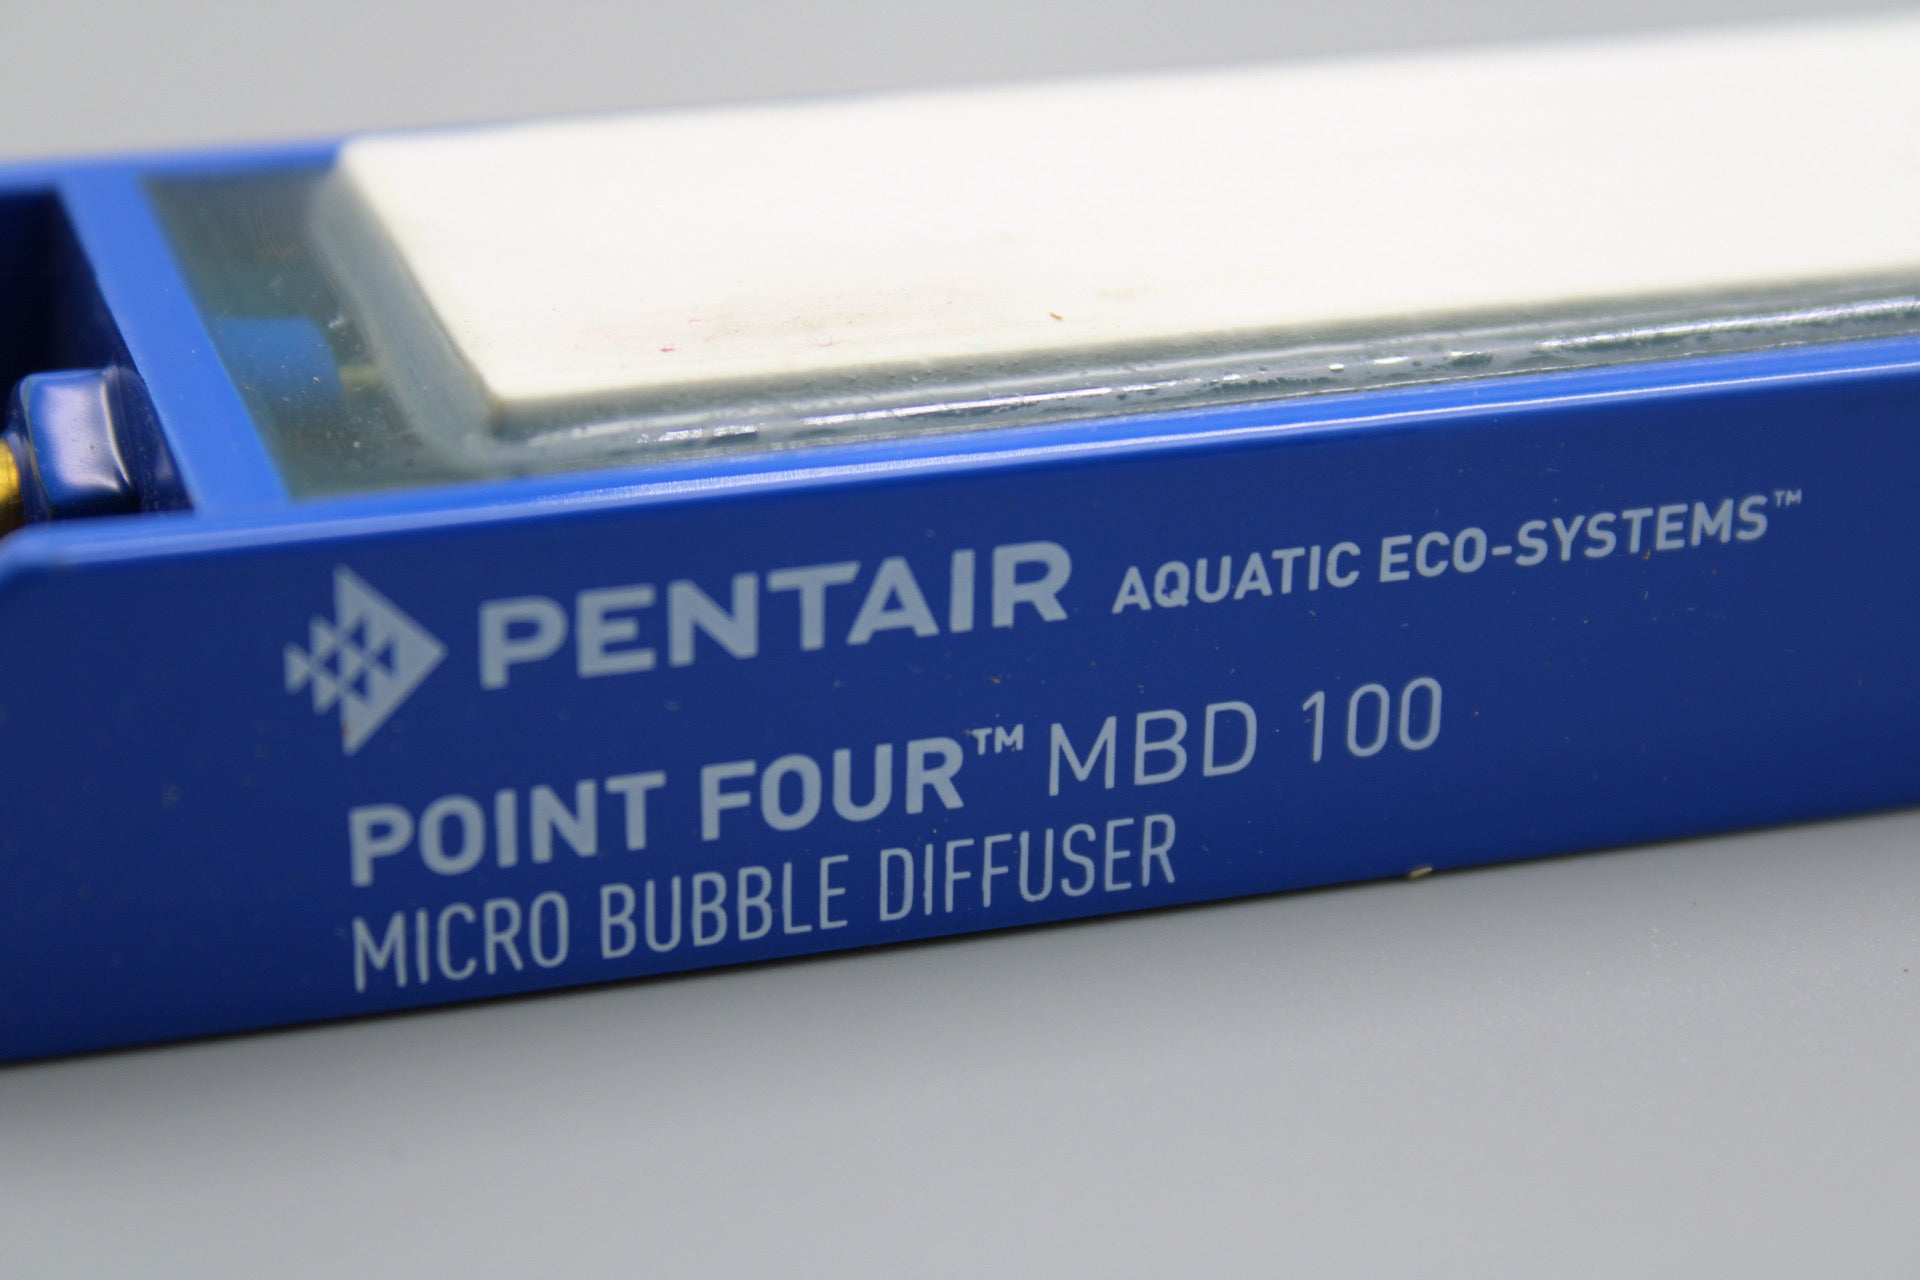 PENTAIR AQUATIC ECO-SYSTEMS™
POINT FOUR™ MBD 100
MICRO BUBBLE DIFFUSER